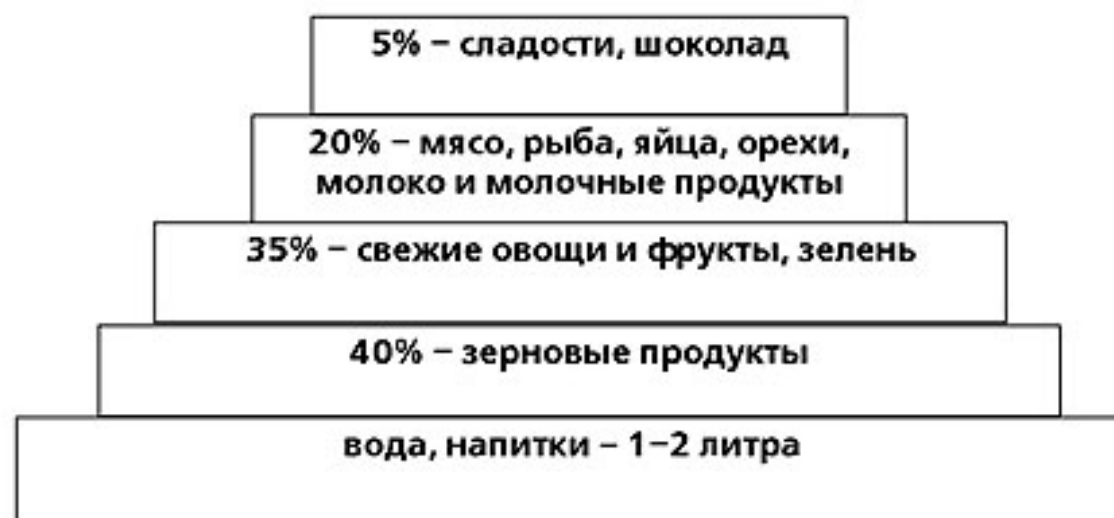 5% – сладости, шоколад
20% – мясо, рыба, яйца, орехи,
молоко и молочные продукты
35% – свежие овощи и фрукты, зелень
40% – зерновые продукты
вода, напитки – 1–2 литра